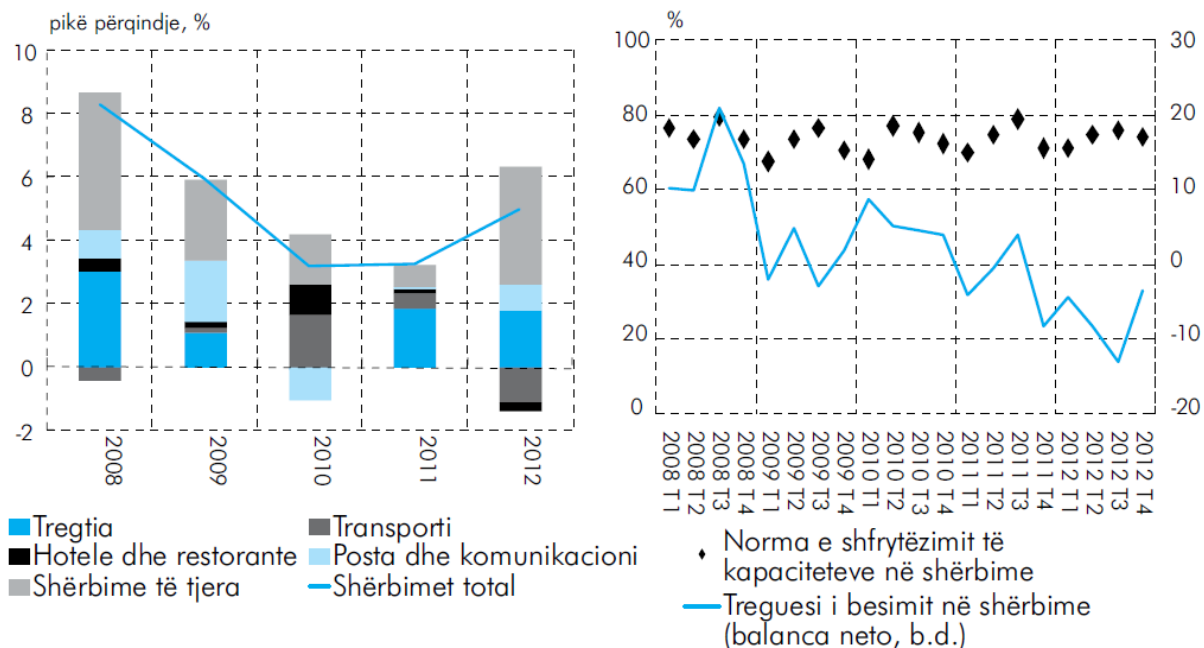 pikë përqindje, %
10
8
6
4
2
0
-2
2008
2009
2010
2011
2012
Tregtia
Transporti
Hotele dhe restorante
Posta dhe komunikacioni
Shërbime të tjera
Shërbimet total
%
100
80
60
40
20
0
30
20
10
0
-10
-20
2008 T1
2008 T2
2008 T3
2008 T4
2009 T1
2009 T2
2009 T3
2009 T4
2010 T1
2010 T2
2010 T3
2010 T4
2011 T1
2011 T2
2011 T3
2011 T4
2012 T1
2012 T2
2012 T3
2012 T4
Norma e shfrytëzimit të
kapaciteteve në shërbime
Treguesi i besimit në shërbime
(balanca neto, b.d.)